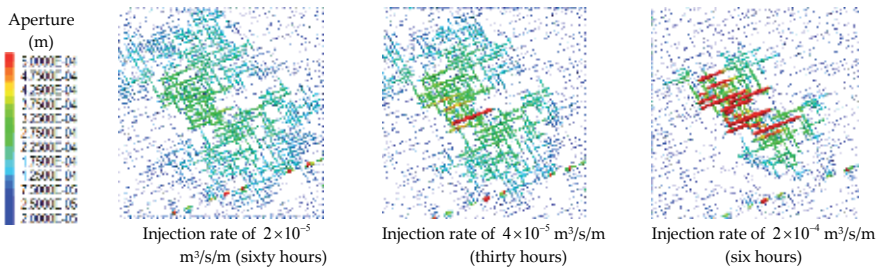 Aperture
(m)
5.0000E-04
4.7500E-04
4.2500E-04
3.7500E-04
3.2500E-04
2.7500E-04
2.2500E-04
1.7500E-04
1.2500E-04
7.5000E-05
2.5000E-05
2.0000E-05
Injection rate of 2×10⁻⁵
m³/s/m (sixty hours)
Injection rate of 4×10⁻⁵ m³/s/m
(thirty hours)
Injection rate of 2×10⁻⁴ m³/s/m
(six hours)